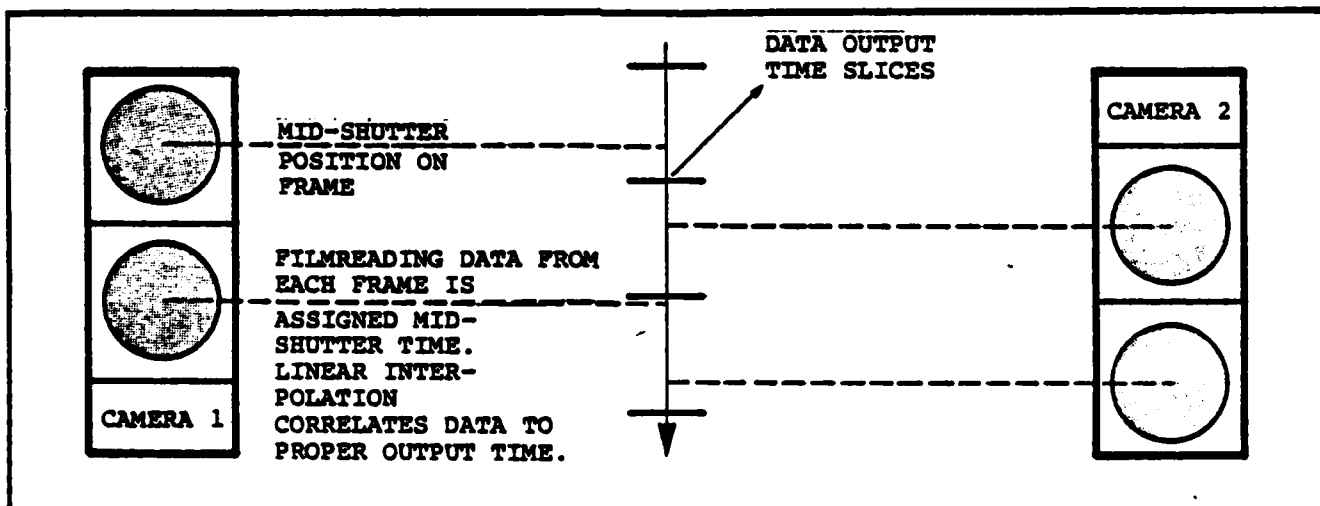 DATA OUTPUT
TIME SLICES
CAMERA 2
MID-SHUTTER
POSITION ON
FRAME
FILMREADING DATA FROM
EACH FRAME IS
ASSIGNED MID-
SHUTTER TIME.
LINEAR INTER-
POLATION
CORRELATES DATA TO
PROPER OUTPUT TIME.
CAMERA 1